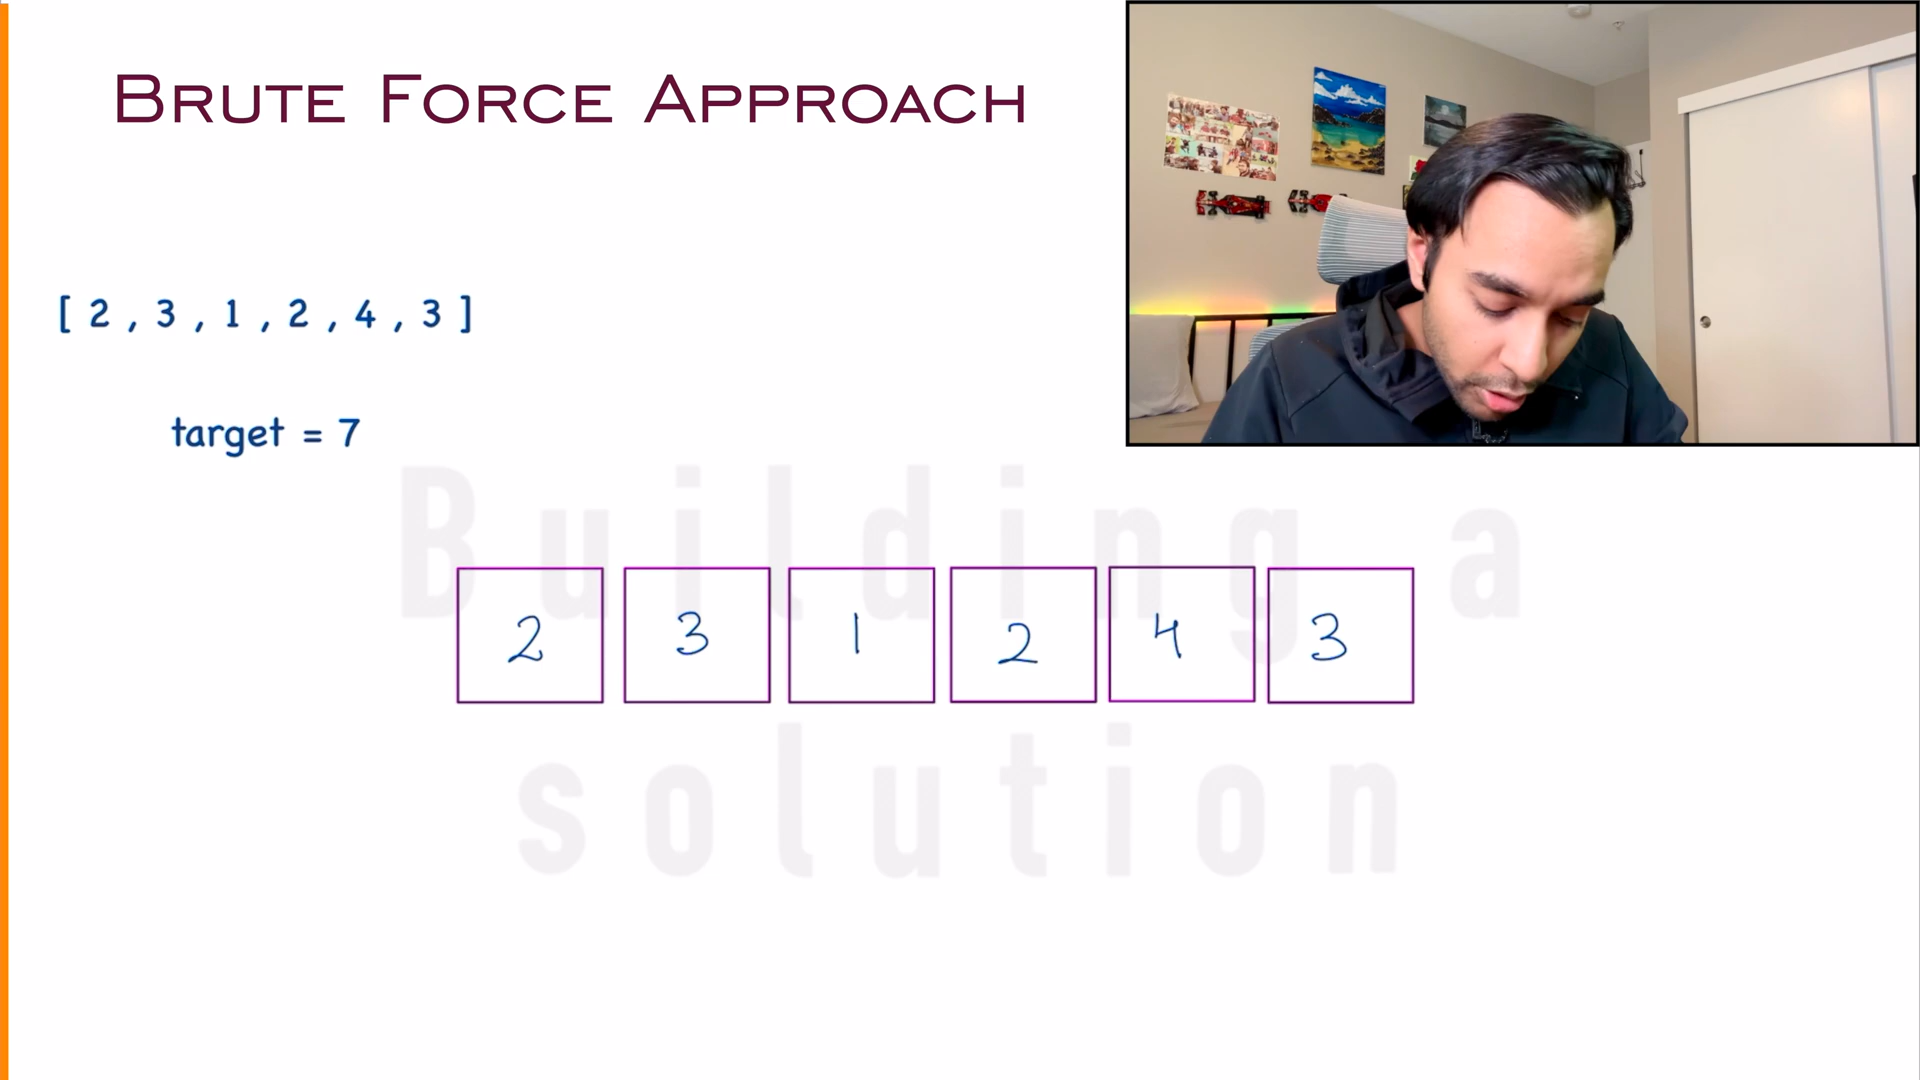 BRUTE FORCE APPROACH
[ 2 , 3 , 1 , 2 , 4 , 3 ]
target = 7
Building a
2 3 1 2 4 3
solution